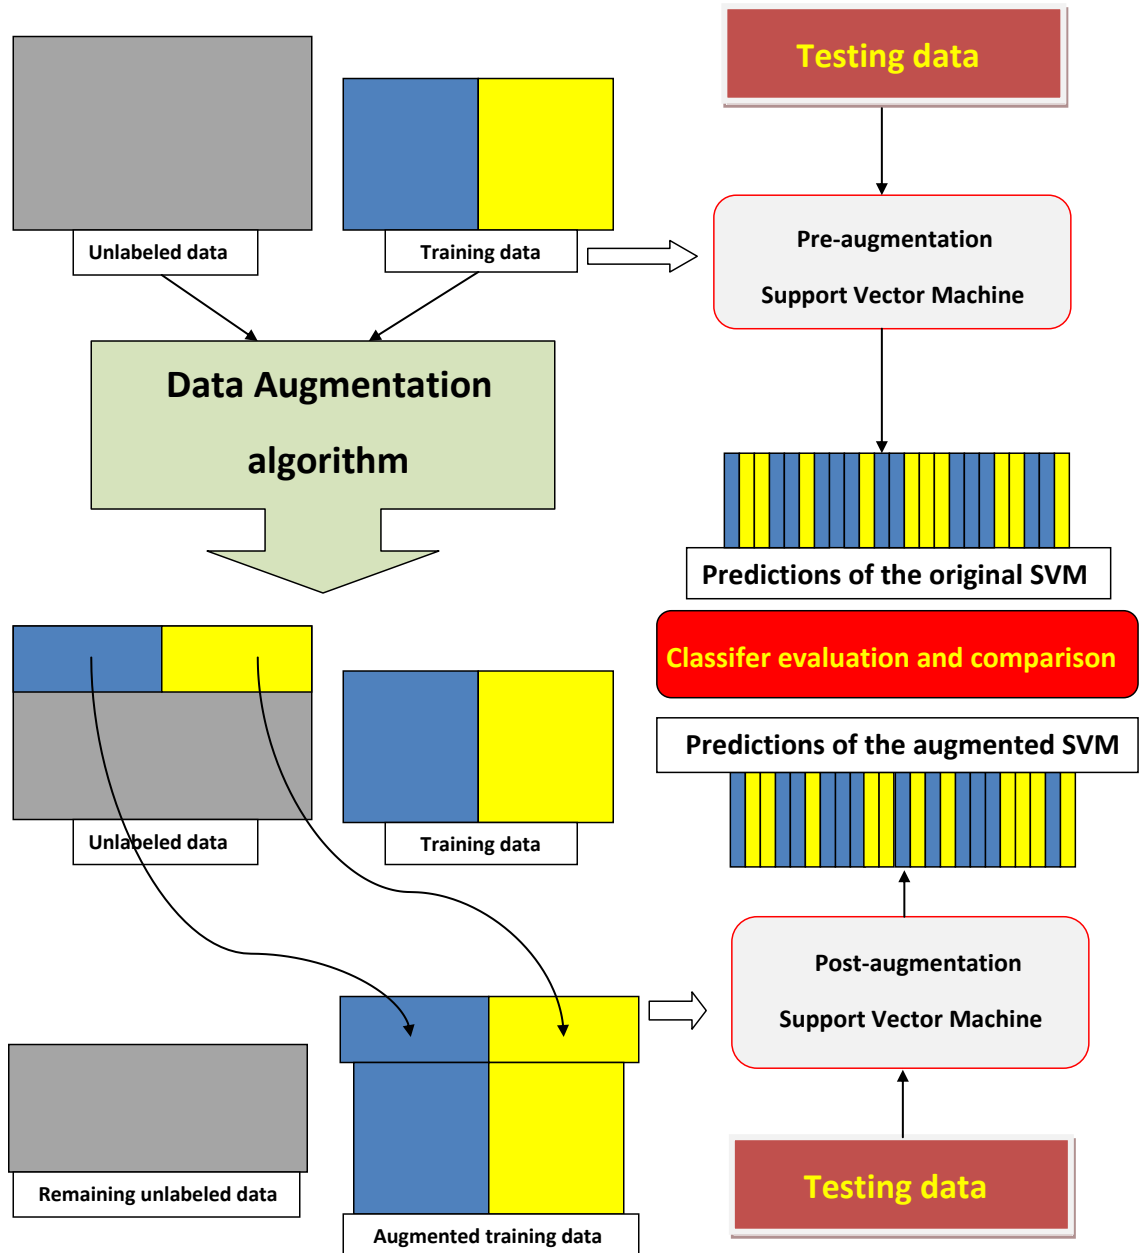 Testing data
Unlabeled data
Training data
Pre-augmentation
Support Vector Machine
Data Augmentation
algorithm
Predictions of the original SVM
Classifer evaluation and comparison
Predictions of the augmented SVM
Unlabeled data
Training data
Post-augmentation
Support Vector Machine
Remaining unlabeled data
Augmented training data
Testing data